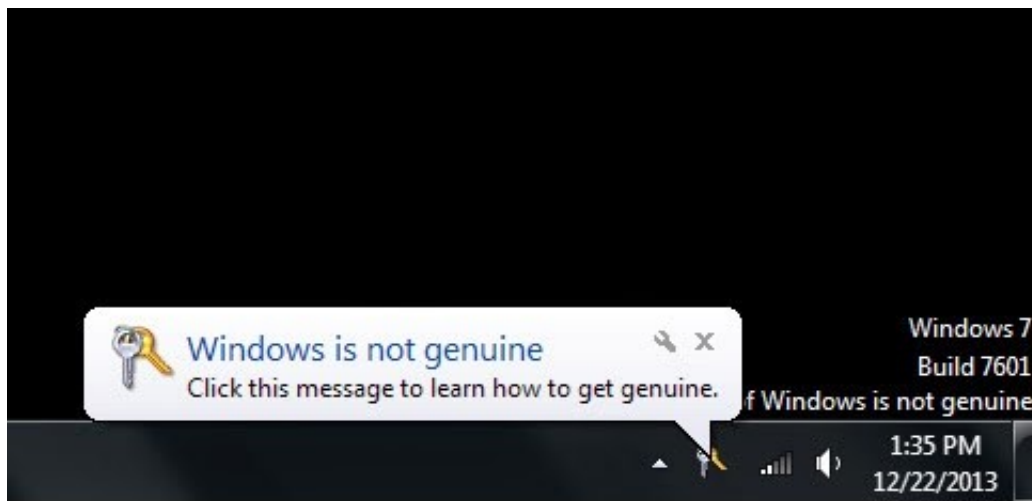 Windows is not genuine
Click this message to learn how to get genuine.
Windows 7
Build 7601
of Windows is not genuine
1:35 PM
12/22/2013